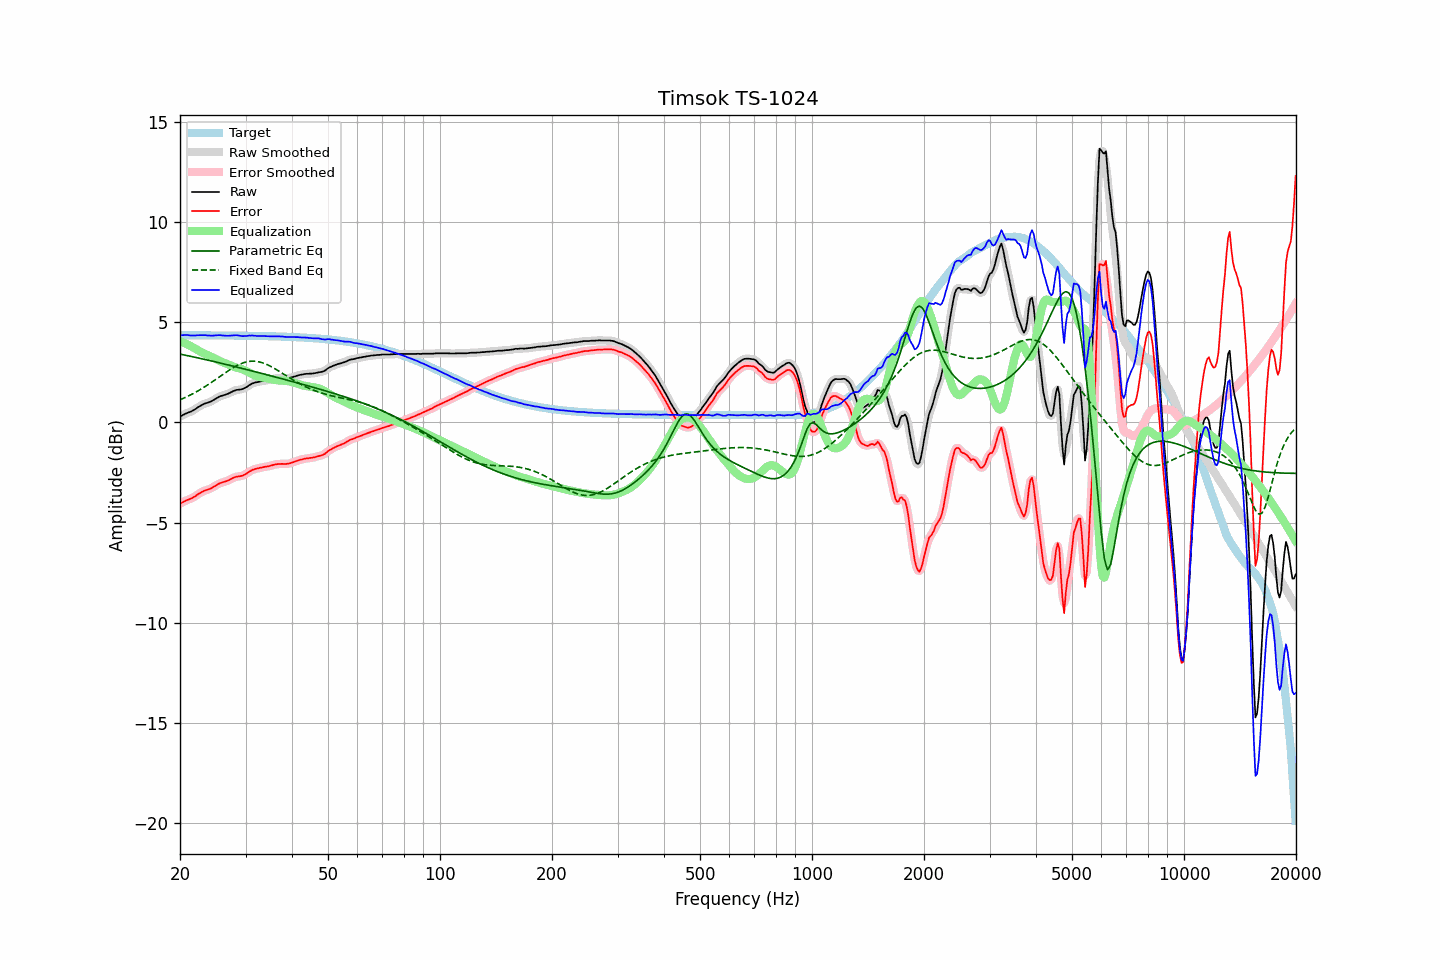 Timsok TS-1024
15
10
5
0
−5
−10
−15
−20
Amplitude (dBr)
Target
Raw Smoothed
Error Smoothed
Raw
Error
Equalization
Parametric Eq
Fixed Band Eq
Equalized
20
50
100
200
500
1000
2000
5000
10000
20000
Frequency (Hz)